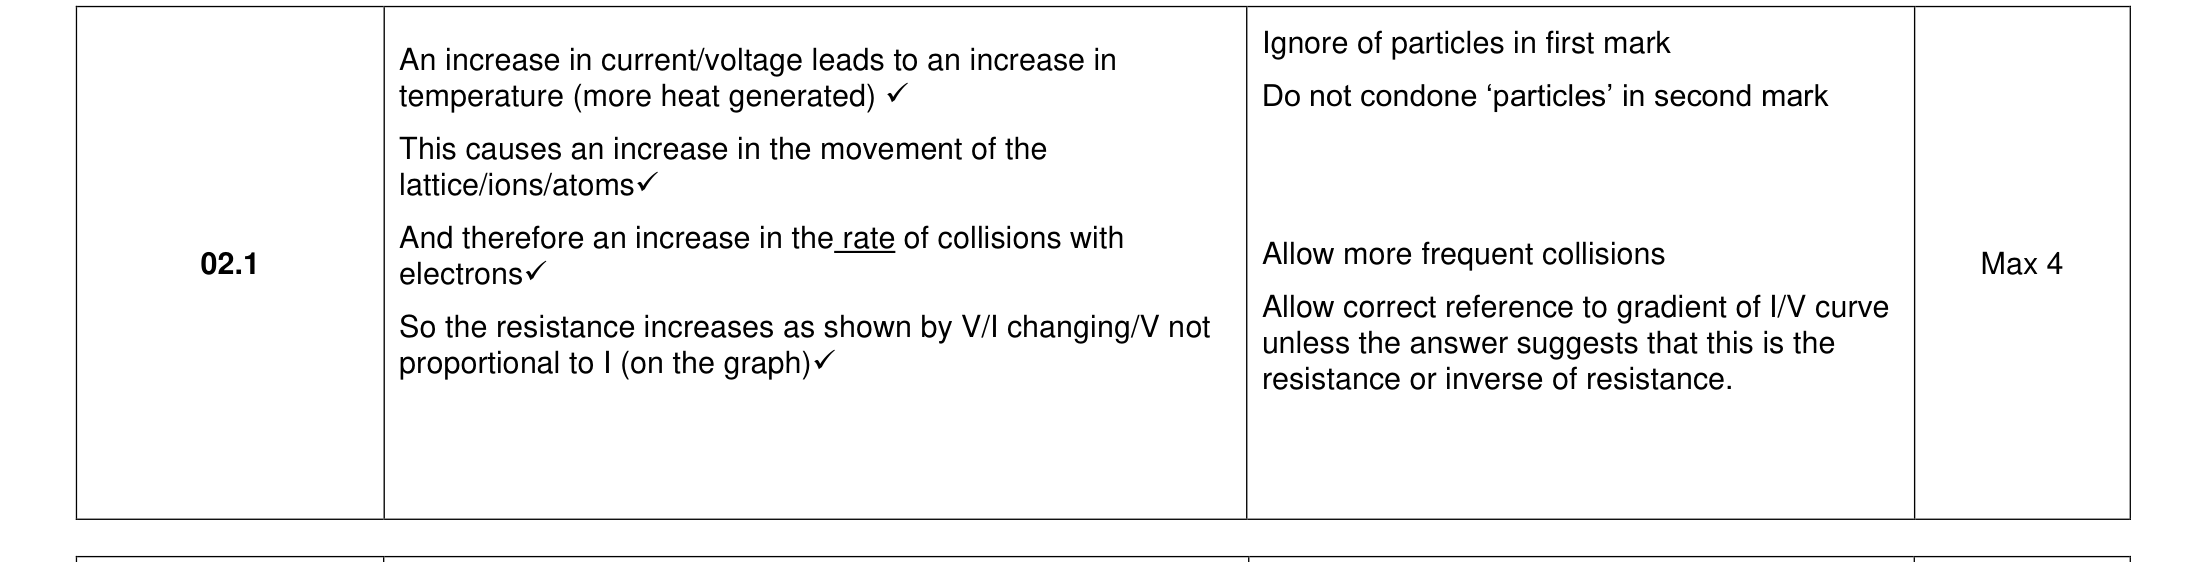 02.1
An increase in current/voltage leads to an increase in
temperature (more heat generated) ✓
This causes an increase in the movement of the
lattice/ions/atoms✓
And therefore an increase in the rate of collisions with
electrons✓
So the resistance increases as shown by V/I changing/V not
proportional to I (on the graph)✓
Ignore of particles in first mark
Do not condone ‘particles’ in second mark
Allow more frequent collisions
Allow correct reference to gradient of I/V curve
unless the answer suggests that this is the
resistance or inverse of resistance.
Max 4